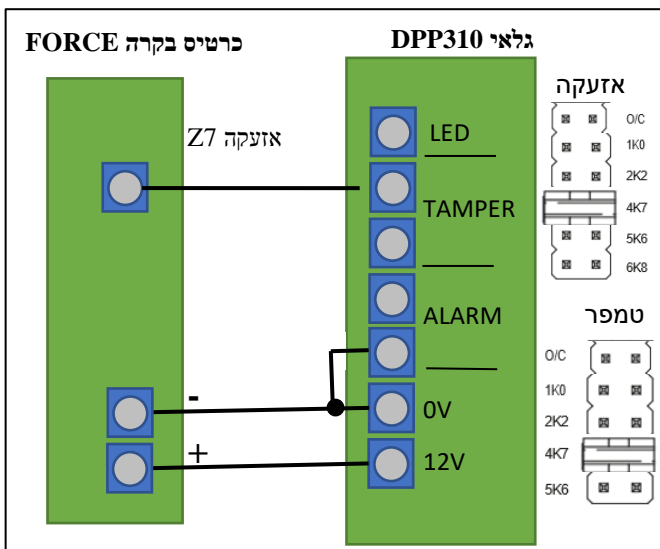 כרטיס בקרה FORCE
גלאי DPP310
אזעקה Z7
-
+
LED
TAMPER
ALARM
0V
12V
אזעקה
O/C
1K0
2K2
4K7
5K6
6K8
טמפר
O/C
1K0
2K2
4K7
5K6